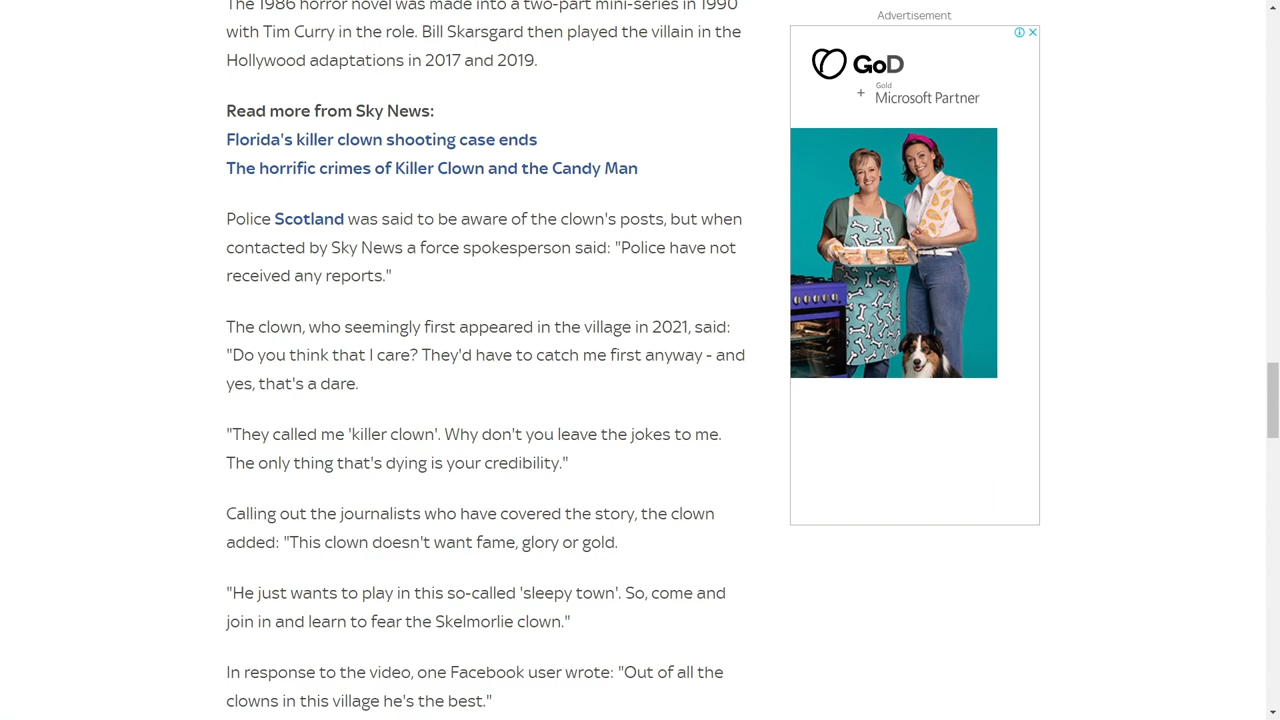 The 1986 horror novel was made into a two-part mini-series in 1990
with Tim Curry in the role. Bill Skarsgard then played the villain in the
Hollywood adaptations in 2017 and 2019.
Read more from Sky News:
Florida's killer clown shooting case ends
The horrific crimes of Killer Clown and the Candy Man
Police Scotland was said to be aware of the clown's posts, but when
contacted by Sky News a force spokesperson said: "Police have not
received any reports."
The clown, who seemingly first appeared in the village in 2021, said:
"Do you think that I care? They'd have to catch me first anyway - and
yes, that's a dare.
"They called me 'killer clown'. Why don't you leave the jokes to me.
The only thing that's dying is your credibility."
Calling out the journalists who have covered the story, the clown
added: "This clown doesn't want fame, glory or gold.
"He just wants to play in this so-called 'sleepy town'. So, come and
join in and learn to fear the Skelmorlie clown."
In response to the video, one Facebook user wrote: "Out of all the
clowns in this village he's the best."
Advertisement
GoD
Gold
+ Microsoft Partner